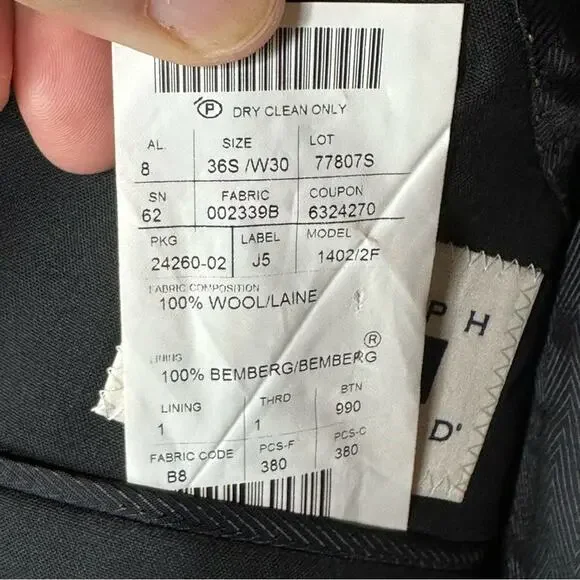 P DRY CLEAN ONLY
AL. SIZE LOT
8 36S /W30 77807S
SN FABRIC COUPON
62 002339B 6324270
PKG LABEL MODEL
24260-02 J5 1402/2F
FABRIC COMPOSITION
100% WOOL/LAINE
LINING
100% BEMBERG/BEMBERG®
LINING THRD BTN
1 1 990
FABRIC CODE PCS-F PCS-C
B8 380 380
P H
D'